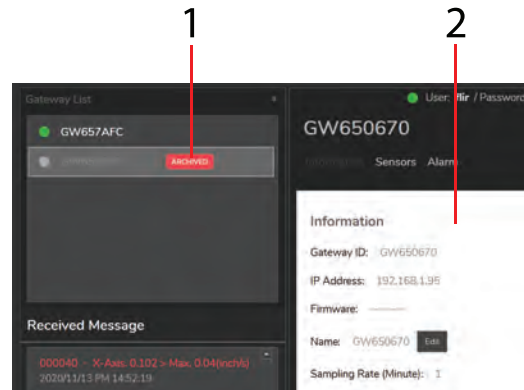 1
2
Gateway List
User: flir / Password
GW657AFC
GW650670
ARCHIVED
Information Sensors Alarm
Information
Gateway ID: GW650670
IP Address: 192.168.1.95
Firmware:
Name: GW650670 Edit
Sampling Rate (Minute): 1
Received Message
000040 - X-Axis: 0.102 > Max. 0.04(inch/s)
2020/11/13 PM 14:52:19